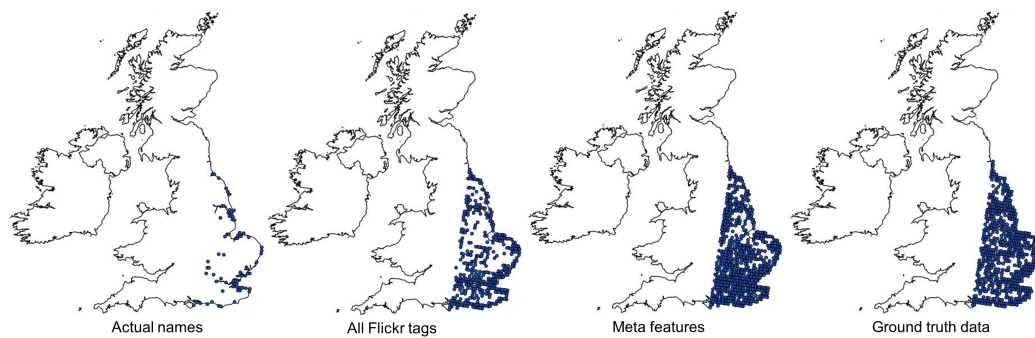 Actual names
All Flickr tags
Meta features
Ground truth data